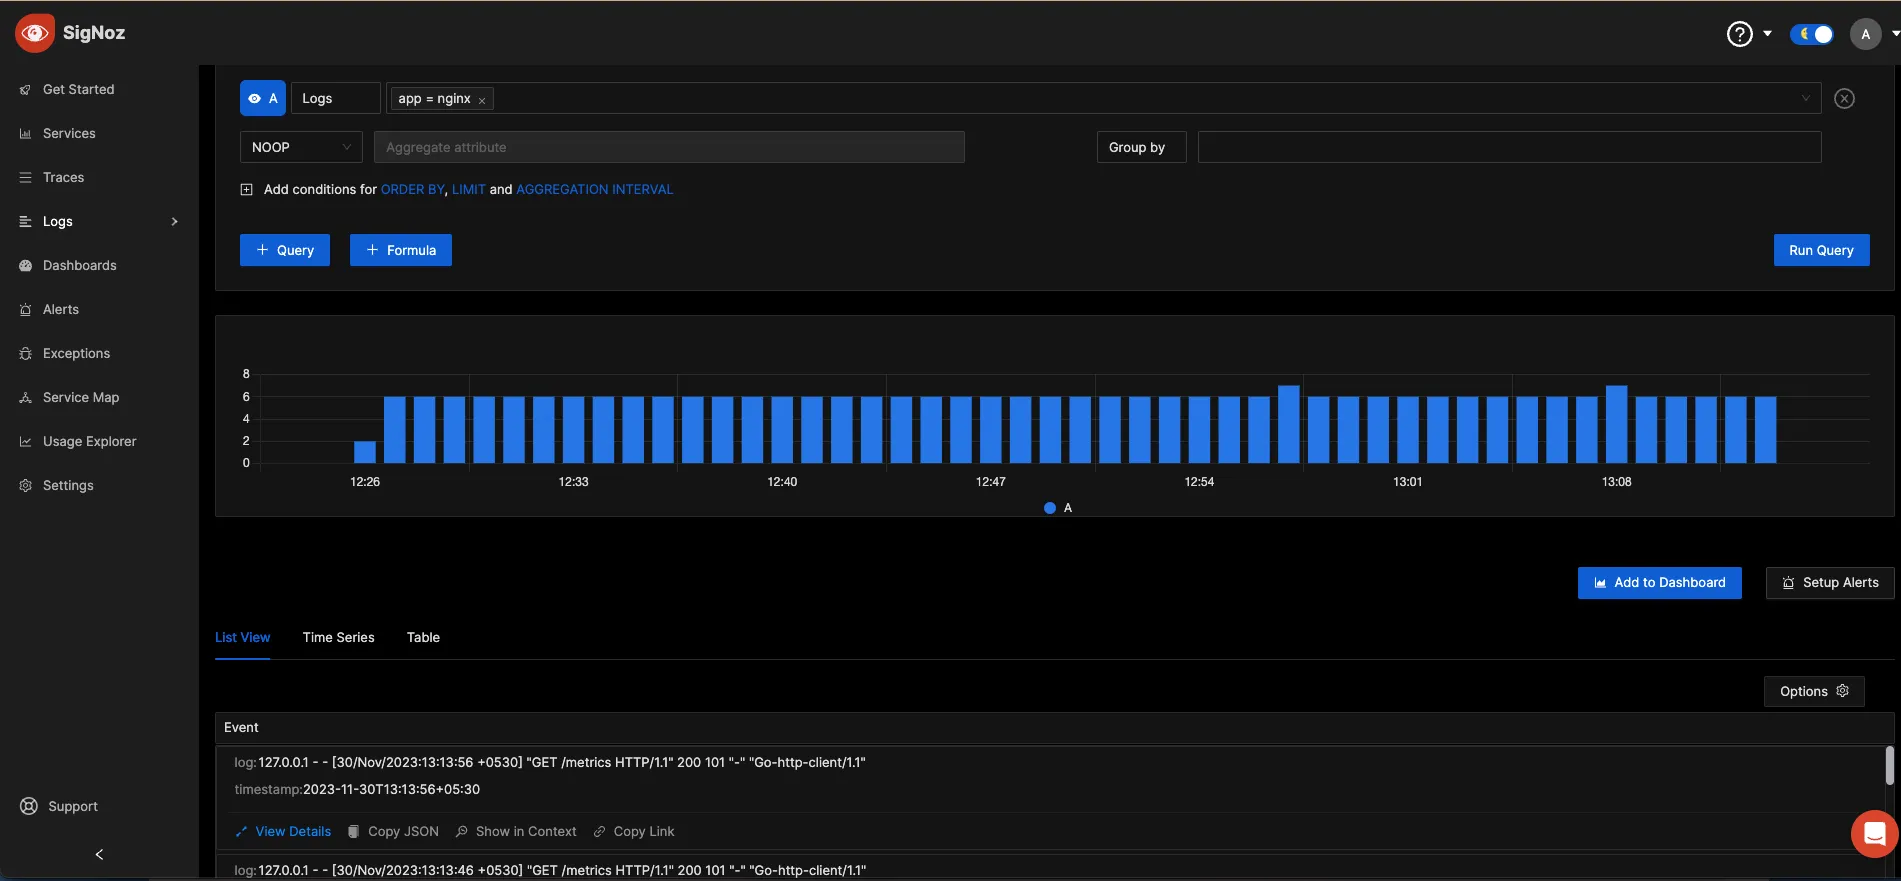 SigNoz
A
Get Started
Services
Traces
Logs
Dashboards
Alerts
Exceptions
Service Map
Usage Explorer
Settings
Support
A Logs app = nginx
NOOP Aggregate attribute Group by
Add conditions for ORDER BY, LIMIT and AGGREGATION INTERVAL
+ Query + Formula Run Query
8
6
4
2
0
12:26 12:33 12:40 12:47 12:54 13:01 13:08
A
Add to Dashboard Setup Alerts
List View Time Series Table
Options
Event
log:127.0.0.1 - - [30/Nov/2023:13:13:56 +0530] "GET /metrics HTTP/1.1" 200 101 "-" "Go-http-client/1.1"
timestamp:2023-11-30T13:13:56+05:30
View Details Copy JSON Show in Context Copy Link
log:127.0.0.1 - - [30/Nov/2023:13:13:46 +0530] "GET /metrics HTTP/1.1" 200 101 "-" "Go-http-client/1.1"